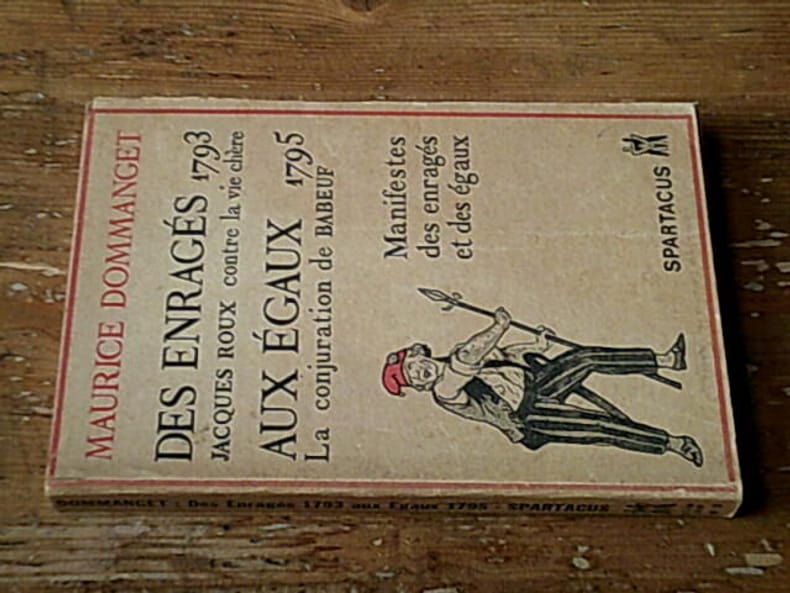 MAURICE DOMMANGET
DES ENRAGÉS 1793
JACQUES ROUX contre la vie chère
AUX ÉGAUX 1795
La conjuration de BABEUF
Manifestes
des enragés
et des égaux
SPARTACUS
DOMMANGET : Des Enragés 1793 aux Égaux 1795 - SPARTACUS